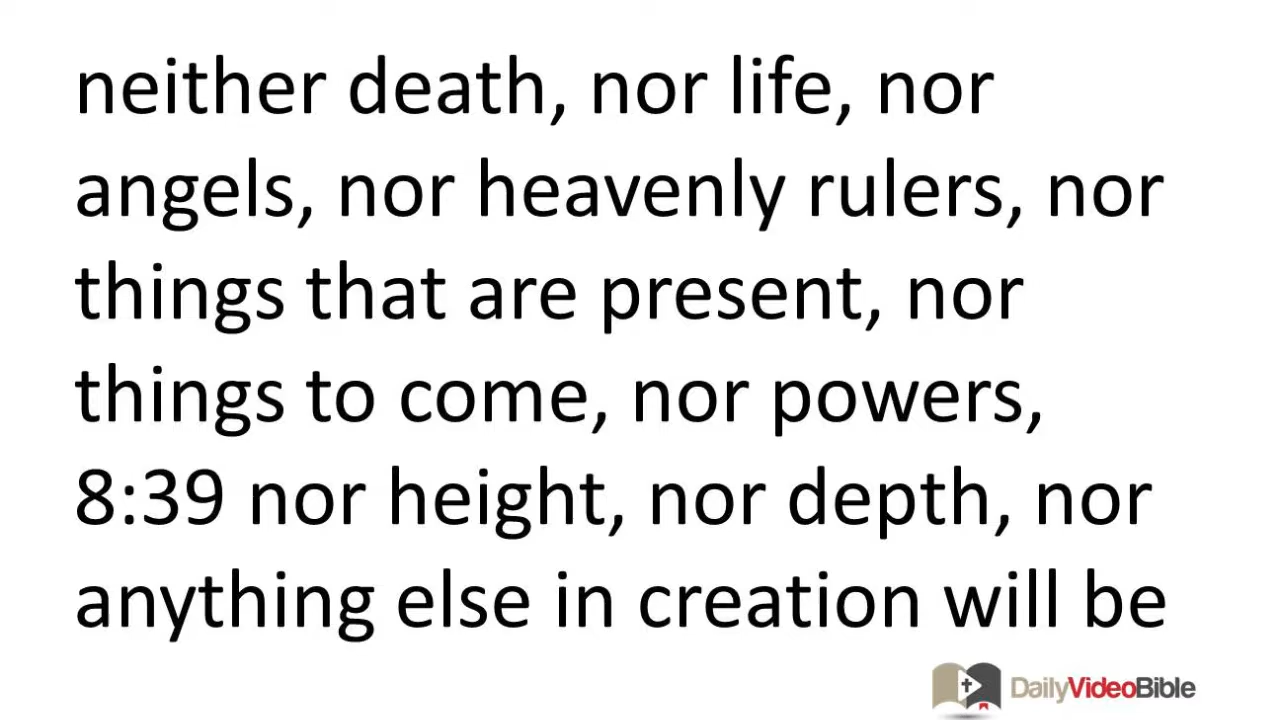 neither death, nor life, nor
angels, nor heavenly rulers, nor
things that are present, nor
things to come, nor powers,
8:39 nor height, nor depth, nor
anything else in creation will be
DailyVideoBible